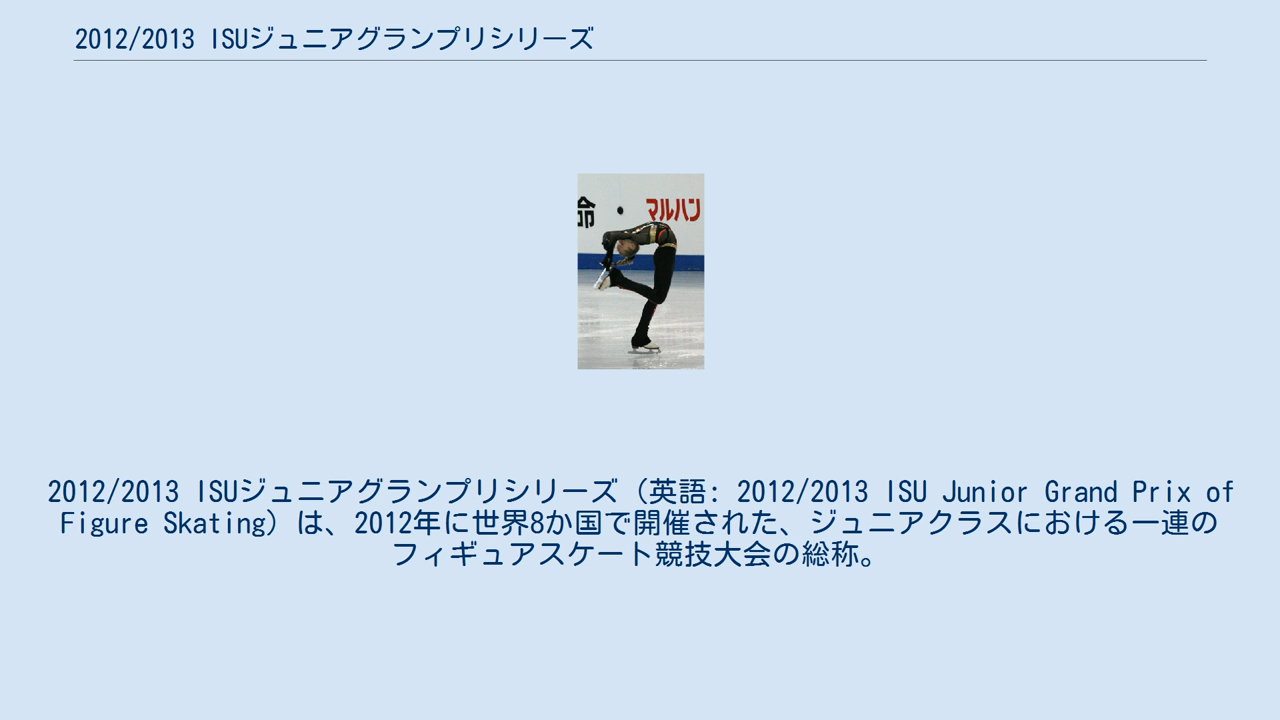 2012/2013 ISUジュニアグランプリシリーズ
命 マルハン
2012/2013 ISUジュニアグランプリシリーズ（英語: 2012/2013 ISU Junior Grand Prix of
Figure Skating）は、2012年に世界8か国で開催された、ジュニアクラスにおける一連の
フィギュアスケート競技大会の総称。